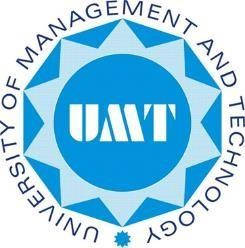 UNIVERSITY OF MANAGEMENT AND TECHNOLOGY
UMT